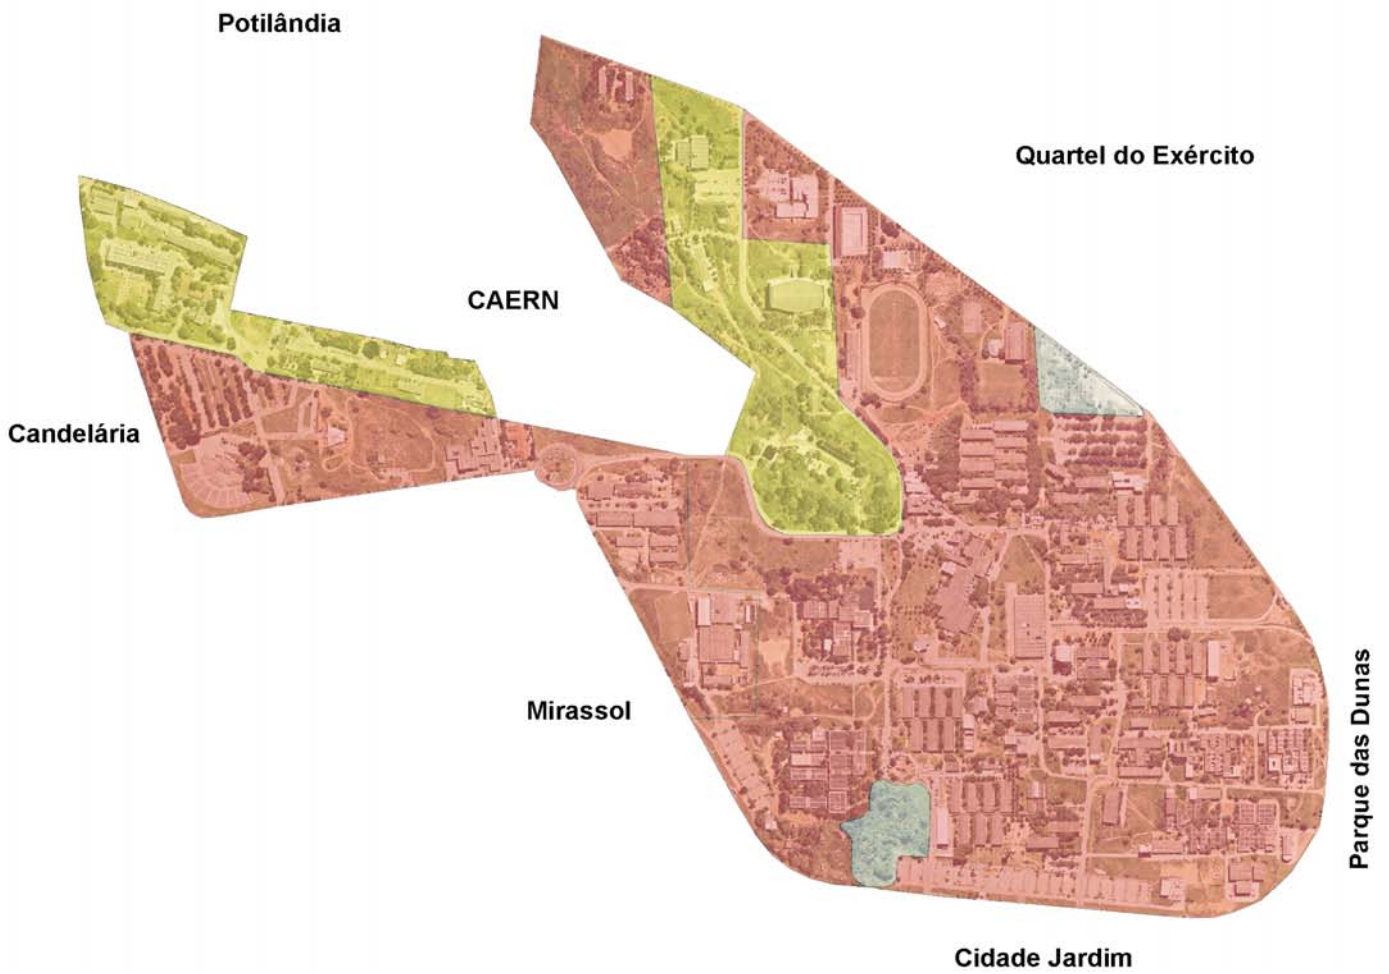 Potilândia
Quartel do Exército
CAERN
Candelária
Mirassol
Parque das Dunas
Cidade Jardim